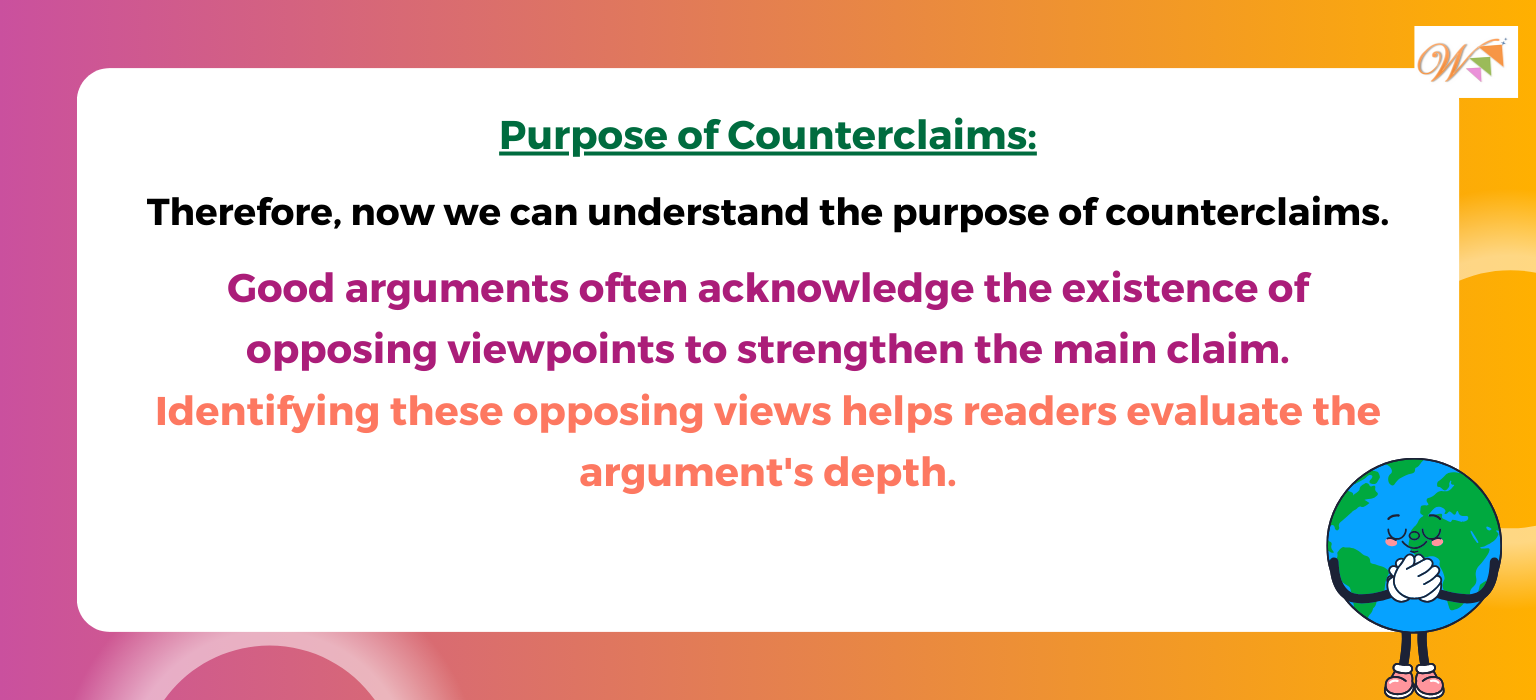 Purpose of Counterclaims:
Therefore, now we can understand the purpose of counterclaims.
Good arguments often acknowledge the existence of
opposing viewpoints to strengthen the main claim.
Identifying these opposing views helps readers evaluate the
argument's depth.
W